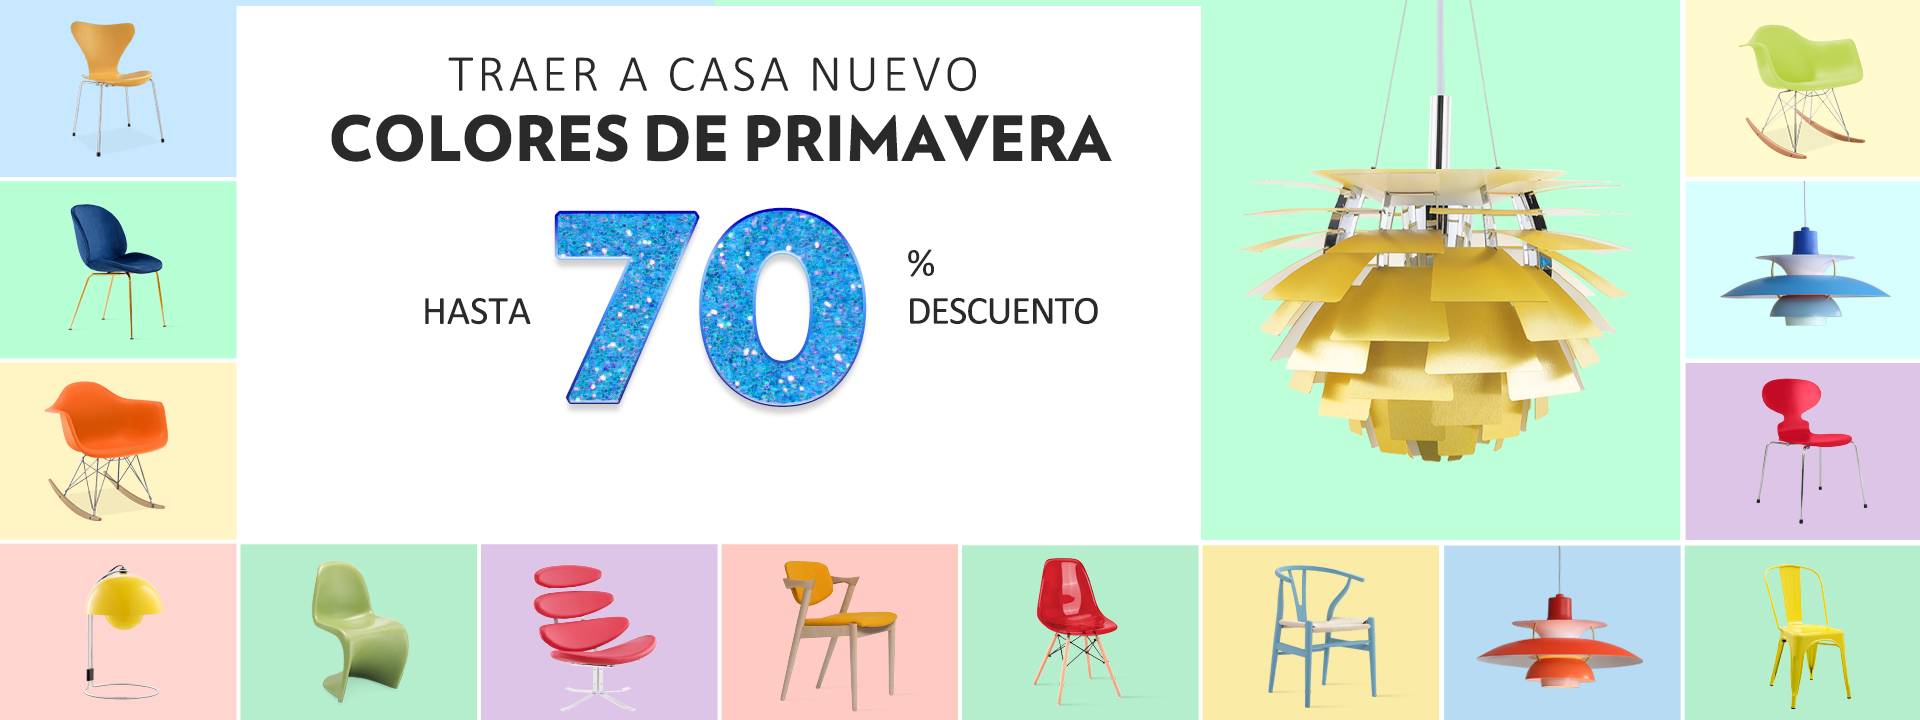 TRAER A CASA NUEVO
COLORES DE PRIMAVERA
HASTA 70 % DESCUENTO